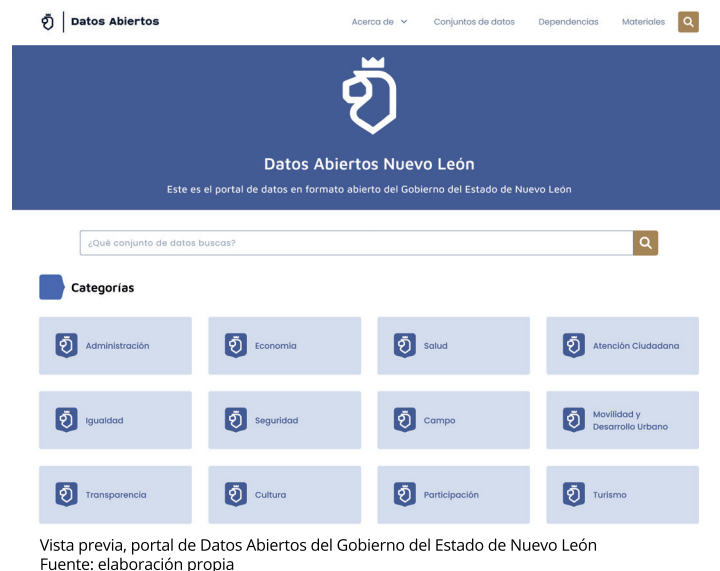 Datos Abiertos
Acerca de
Conjuntos de datos
Dependencias
Materiales
Datos Abiertos Nuevo León
Este es el portal de datos en formato abierto del Gobierno del Estado de Nuevo León
¿Qué conjunto de datos buscas?
Categorías
Administración
Economía
Salud
Atención Ciudadana
Igualdad
Seguridad
Campo
Movilidad y
Desarrollo Urbano
Transparencia
Cultura
Participación
Turismo
Vista previa, portal de Datos Abiertos del Gobierno del Estado de Nuevo León
Fuente: elaboración propia